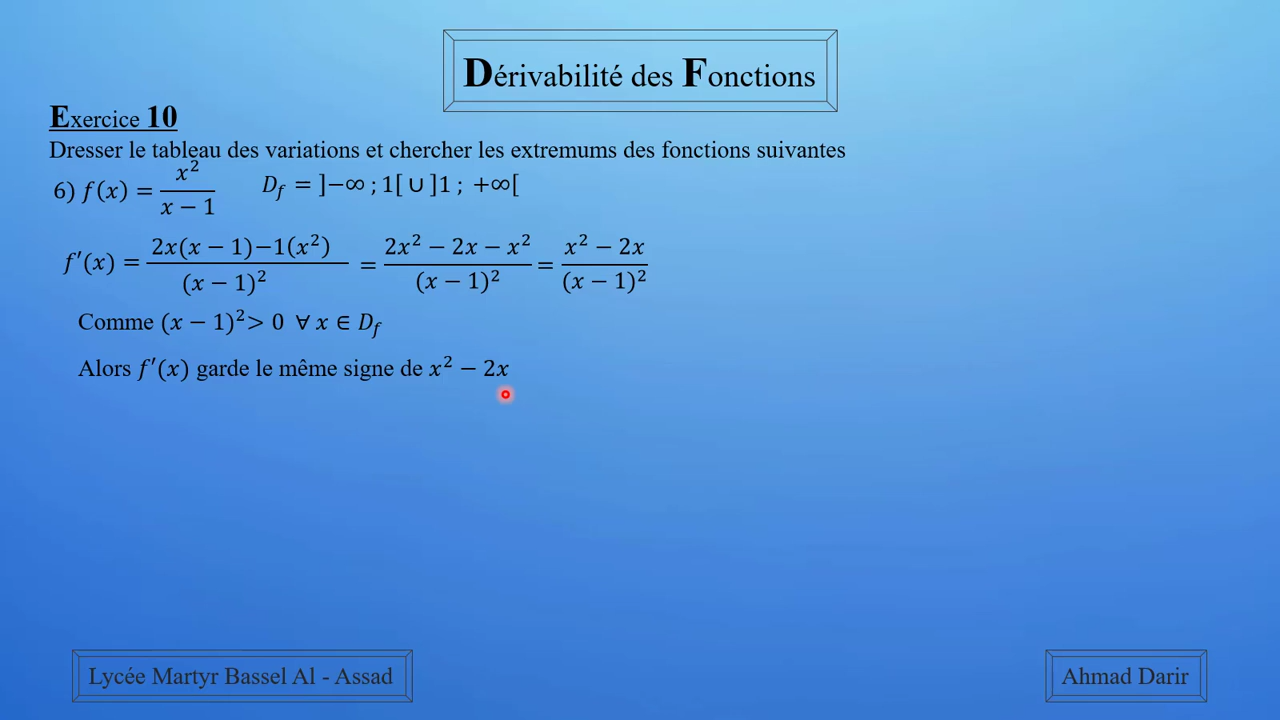 Dérivabilité des Fonctions
Exercice 10
Dresser le tableau des variations et chercher les extremums des fonctions suivantes
6) f(x) = x²/(x − 1)    D_f = ]−∞ ; 1[ ∪ ]1 ; +∞[
f′(x) = (2x(x − 1)−1(x²))/(x − 1)² = (2x² − 2x − x²)/(x − 1)² = (x² − 2x)/(x − 1)²
Comme (x − 1)² > 0 ∀ x ∈ D_f
Alors f′(x) garde le même signe de x² − 2x
Lycée Martyr Bassel Al - Assad
Ahmad Darir